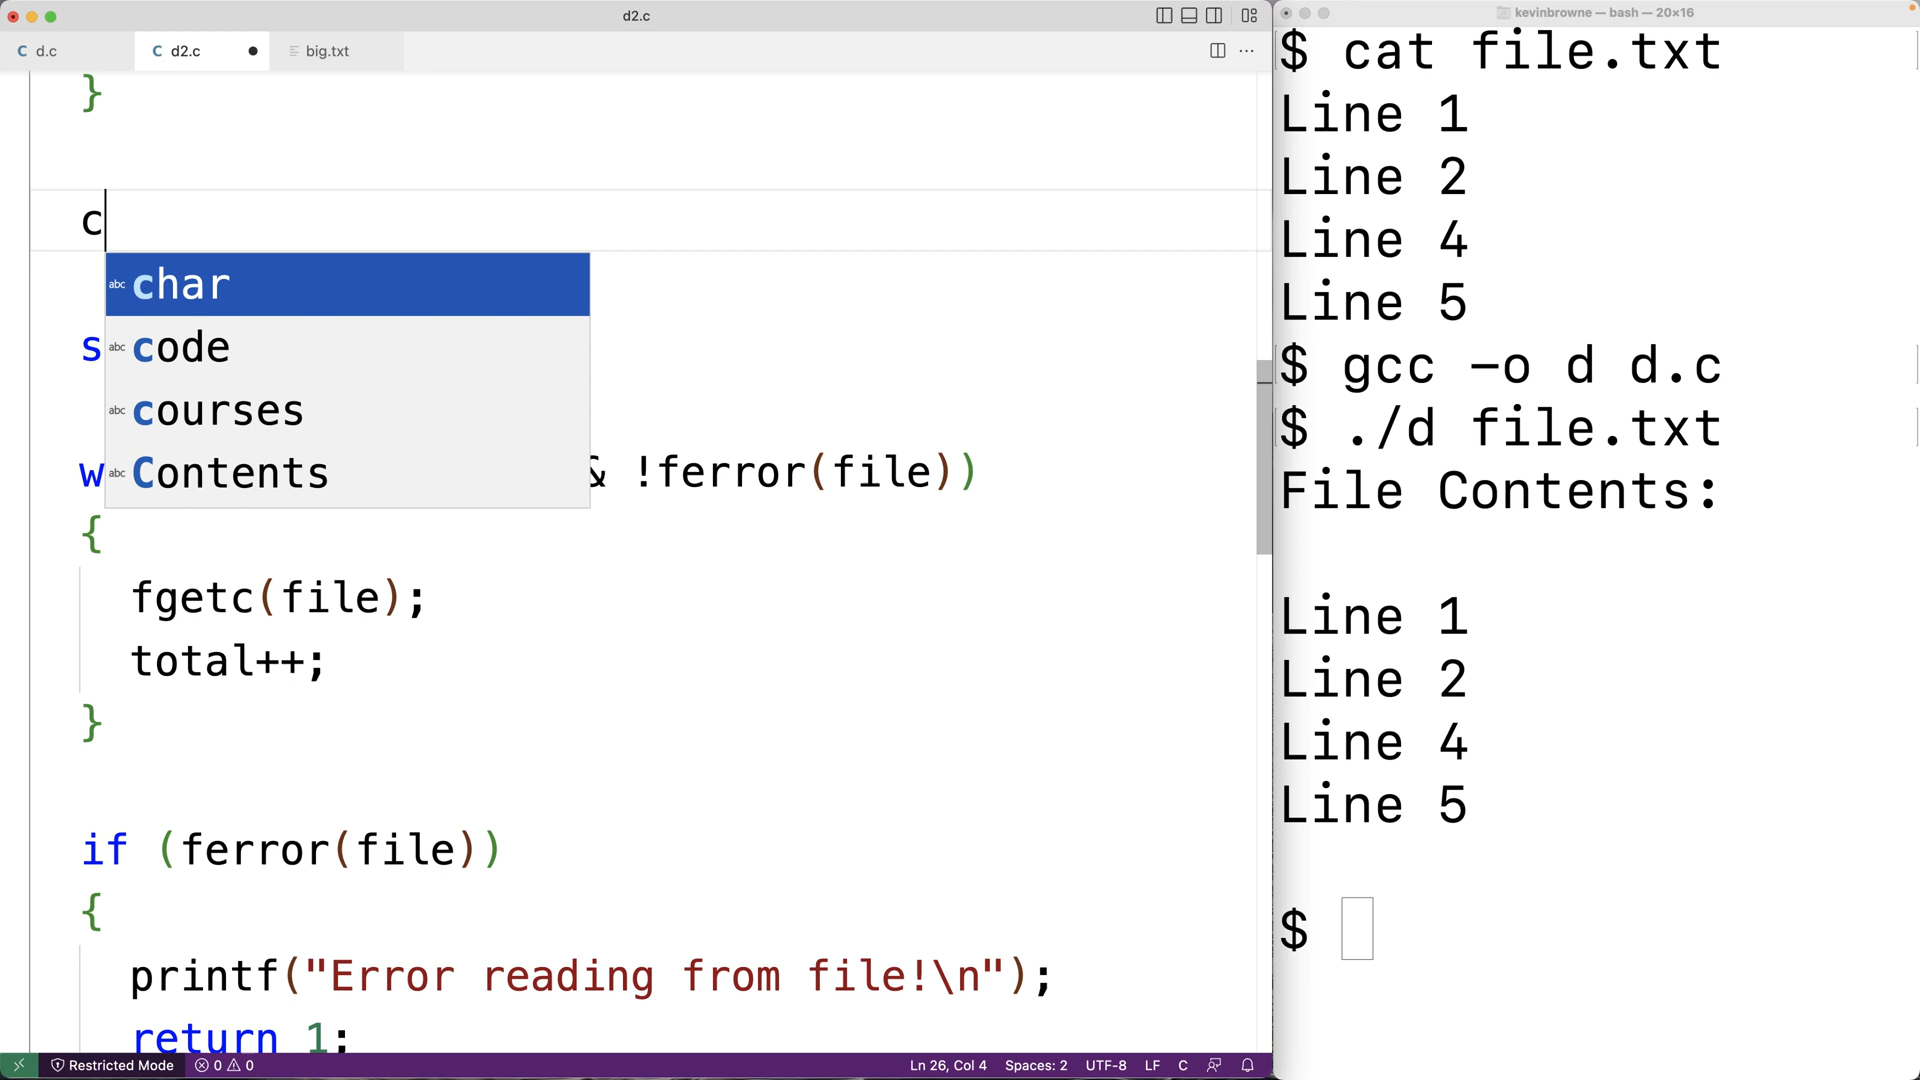 d2.c
C d.c
C d2.c
big.txt
}
c
char
code
courses
Contents
s
w & !ferror(file))
{
fgetc(file);
total++;
}
if (ferror(file))
{
printf("Error reading from file!\n");
return 1;
Restricted Mode
0 0
Ln 26, Col 4
Spaces: 2
UTF-8
LF
C
kevinbrowne — bash — 20×16
$ cat file.txt
Line 1
Line 2
Line 4
Line 5
$ gcc -o d d.c
$ ./d file.txt
File Contents:
Line 1
Line 2
Line 4
Line 5
$